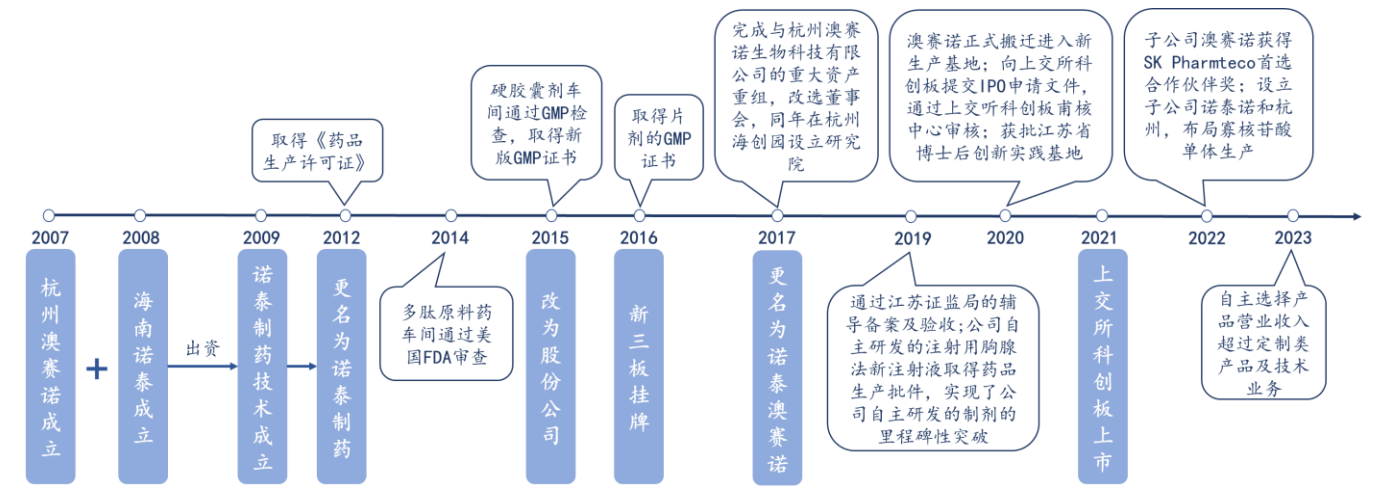 取得《药品
生产许可证》
硬胶囊剂车
间通过GMP检
查，取得新
版GMP证书
取得片
剂的GMP
证书
完成与杭州澳赛
诺生物科技有限
公司的重大资产
重组，改选董事
会，同年在杭州
海创园设立研究
院
澳赛诺正式搬迁进入新
生产基地；向上交所科
创板提交IPO申请文件，
通过上交听科创板甫核
中心审核；获批江苏省
博士后创新实践基地
子公司澳赛诺获得
SK Pharmteco首选
合作伙伴奖；设立
子公司诺泰诺和杭
州，布局寡核苷酸
单体生产
2007
2008
2009
2012
2014
2015
2016
2017
2019
2020
2021
2022
2023
杭州澳赛诺成立
+
海南诺泰成立
出资
诺泰制药技术成立
更名为诺泰制药
多肽原料药
车间通过美
国FDA审查
改为股份公司
新三板挂牌
更名为诺泰澳赛诺
通过江苏证监局的辅
导备案及验收;公司自
主研发的注射用胸腺
法新注射液取得药品
生产批件，实现了公
司自主研发的制剂的
里程碑性突破
上交所科创板上市
自主选择产
品营业收入
超过定制类
产品及技术
业务